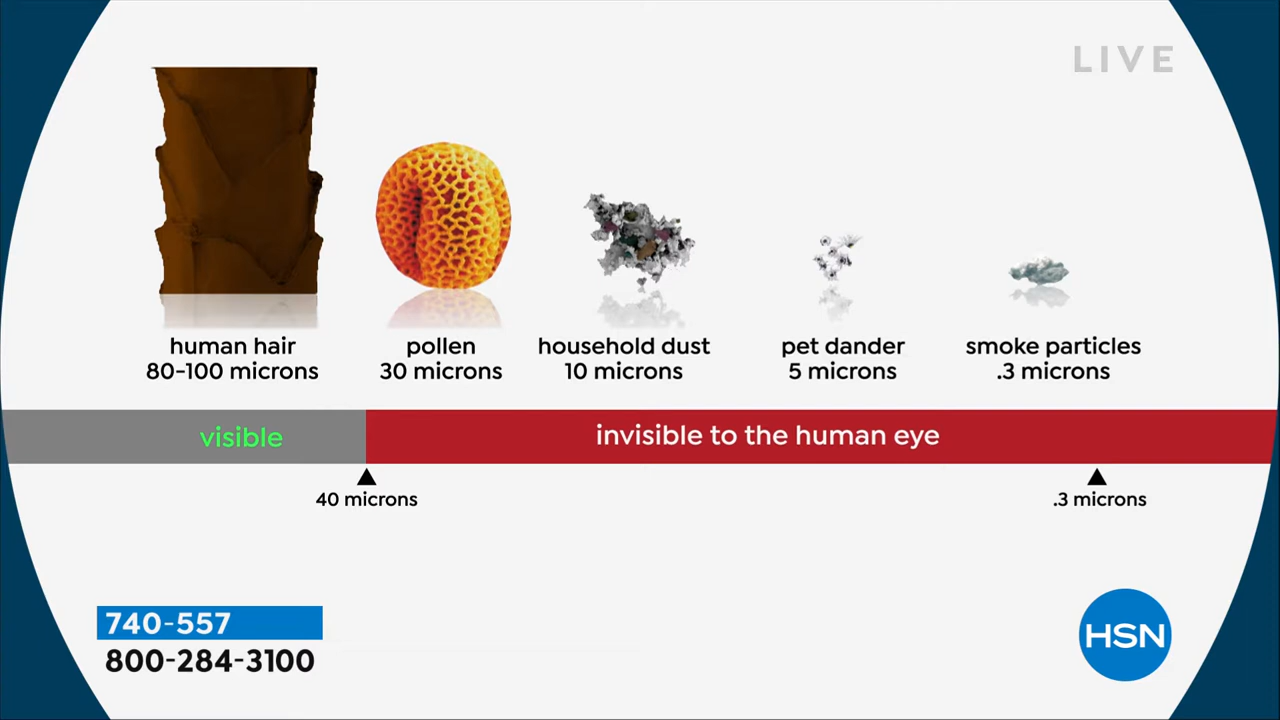 LIVE
human hair
80-100 microns
pollen
30 microns
household dust
10 microns
pet dander
5 microns
smoke particles
.3 microns
visible
invisible to the human eye
40 microns
.3 microns
740-557
800-284-3100
HSN